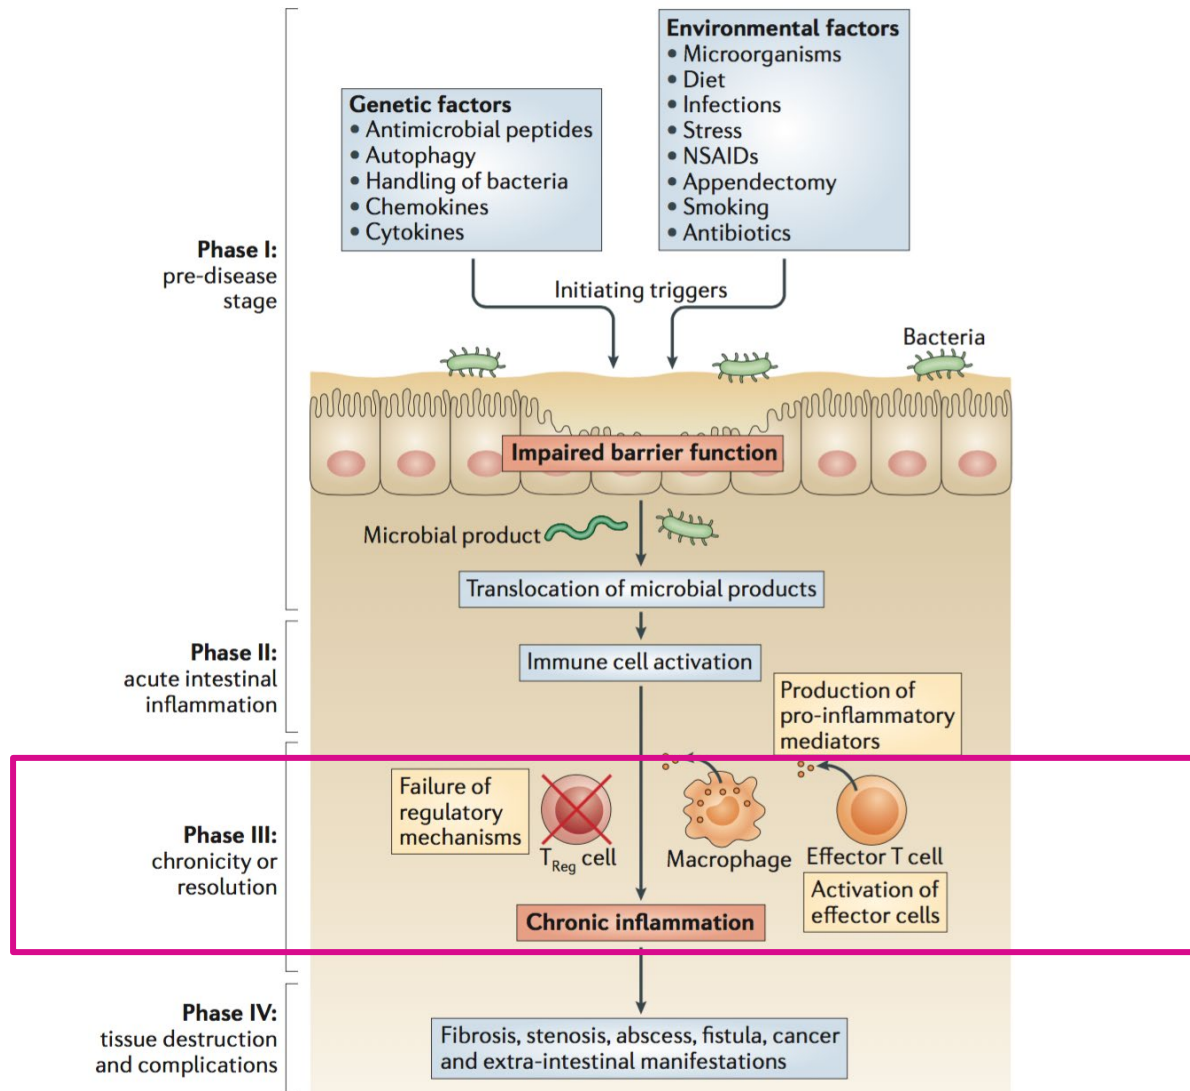 Environmental factors
• Microorganisms
• Diet
• Infections
• Stress
• NSAIDs
• Appendectomy
• Smoking
• Antibiotics
Genetic factors
• Antimicrobial peptides
• Autophagy
• Handling of bacteria
• Chemokines
• Cytokines
Phase I:
pre-disease
stage
Initiating triggers
Bacteria
Impaired barrier function
Microbial product
Translocation of microbial products
Phase II:
acute intestinal
inflammation
Immune cell activation
Production of
pro-inflammatory
mediators
Phase III:
chronicity or
resolution
Failure of
regulatory
mechanisms
TReg cell
Macrophage
Effector T cell
Activation of
effector cells
Chronic inflammation
Phase IV:
tissue destruction
and complications
Fibrosis, stenosis, abscess, fistula, cancer
and extra-intestinal manifestations